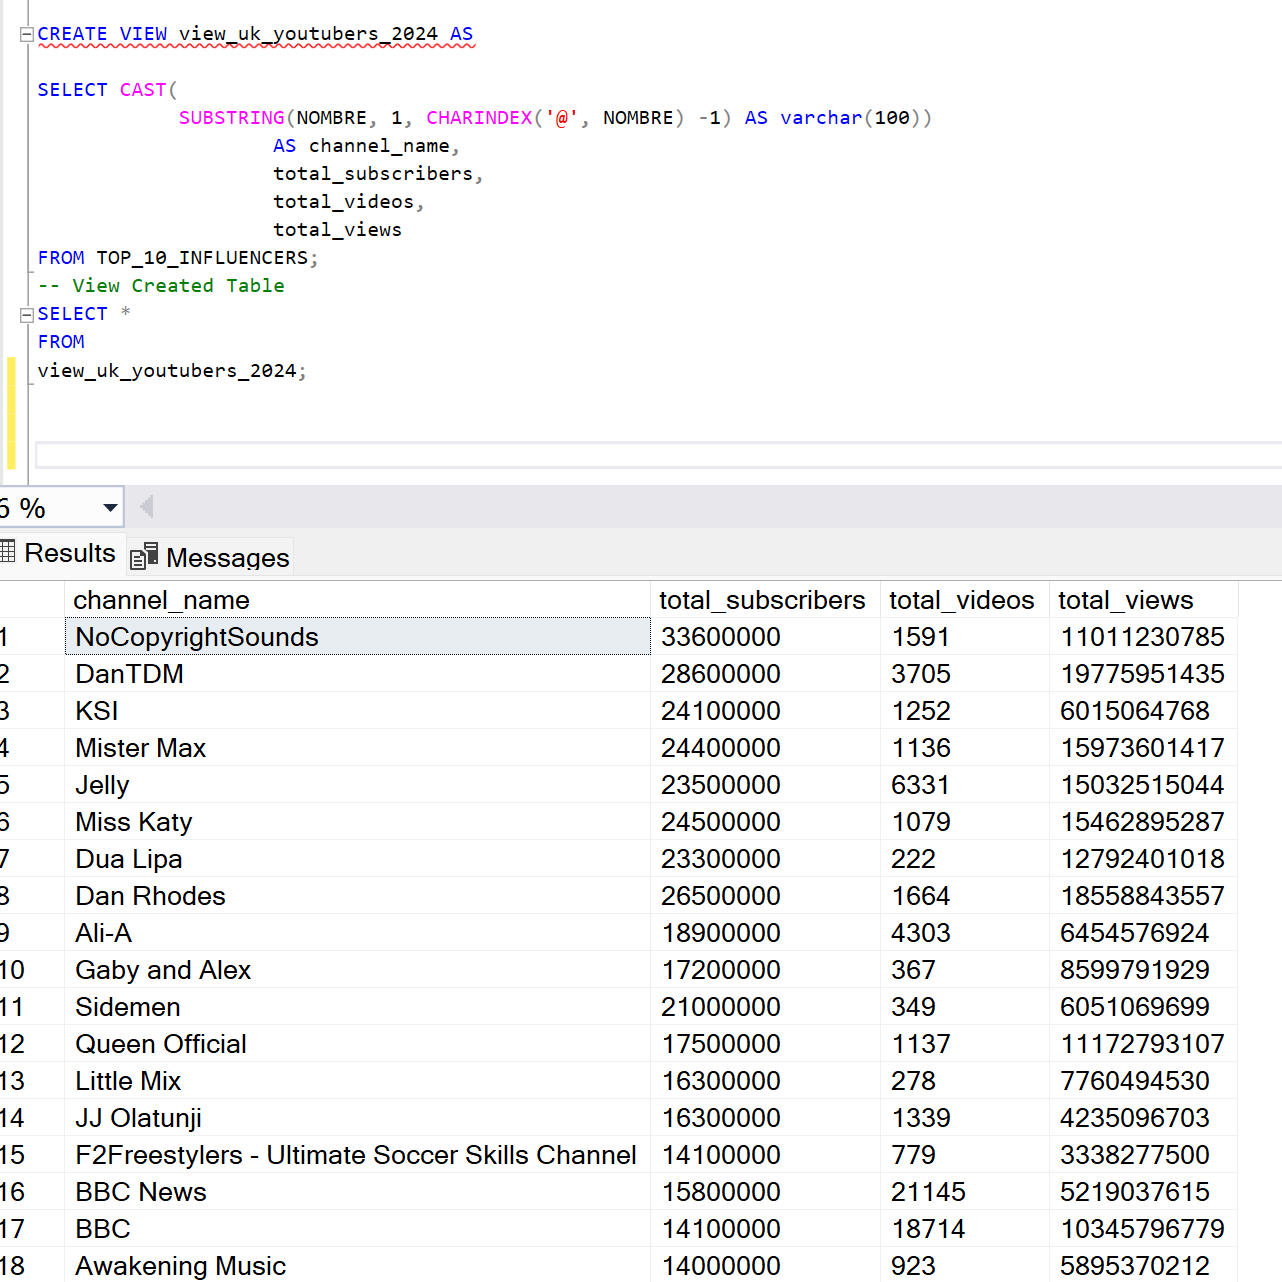 CREATE VIEW view_uk_youtubers_2024 AS
SELECT CAST(
SUBSTRING(NOMBRE, 1, CHARINDEX('@', NOMBRE) -1) AS varchar(100))
AS channel_name,
total_subscribers,
total_videos,
total_views
FROM TOP_10_INFLUENCERS;
-- View Created Table
SELECT *
FROM
view_uk_youtubers_2024;
6 %
Results Messages
channel_name total_subscribers total_videos total_views
1 NoCopyrightSounds 33600000 1591 11011230785
2 DanTDM 28600000 3705 19775951435
3 KSI 24100000 1252 6015064768
4 Mister Max 24400000 1136 15973601417
5 Jelly 23500000 6331 15032515044
6 Miss Katy 24500000 1079 15462895287
7 Dua Lipa 23300000 222 12792401018
8 Dan Rhodes 26500000 1664 18558843557
9 Ali-A 18900000 4303 6454576924
10 Gaby and Alex 17200000 367 8599791929
11 Sidemen 21000000 349 6051069699
12 Queen Official 17500000 1137 11172793107
13 Little Mix 16300000 278 7760494530
14 JJ Olatunji 16300000 1339 4235096703
15 F2Freestylers - Ultimate Soccer Skills Channel 14100000 779 3338277500
16 BBC News 15800000 21145 5219037615
17 BBC 14100000 18714 10345796779
18 Awakening Music 14000000 923 5895370212